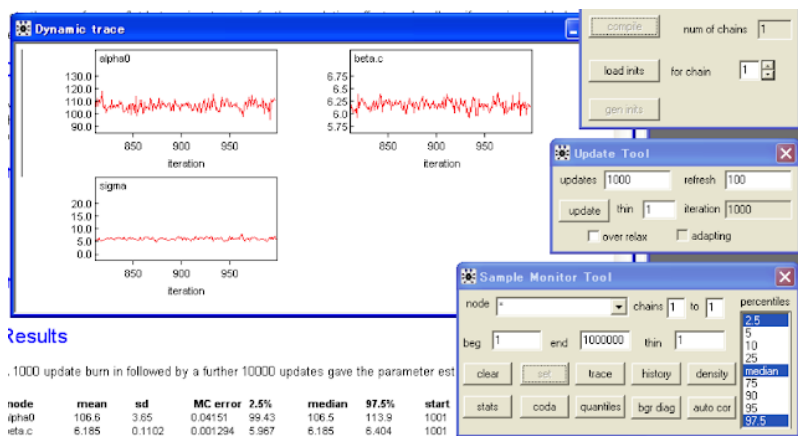 Dynamic trace
alpha0
130.0
120.0
110.0
100.0
90.0
850 900 950
iteration
beta.c
6.75
6.5
6.25
6.0
5.75
850 900 950
iteration
sigma
20.0
15.0
10.0
5.0
0.0
850 900 950
iteration
compile num of chains 1
load inits for chain 1
gen inits
Update Tool
updates 1000 refresh 100
update thin 1 iteration 1000
over relax adapting
Sample Monitor Tool
node * chains 1 to 1 percentiles
2.5
5
10
25
median
75
90
95
97.5
beg 1 end 1000000 thin 1
clear set trace history density
stats coda quantiles bgr diag auto cor
Results
1000 update burn in followed by a further 10000 updates gave the parameter est
node mean sd MC error 2.5% median 97.5% start
alpha0 106.6 3.65 0.04151 99.43 106.5 113.9 1001
beta.c 6.185 0.1102 0.001294 5.967 6.185 6.404 1001